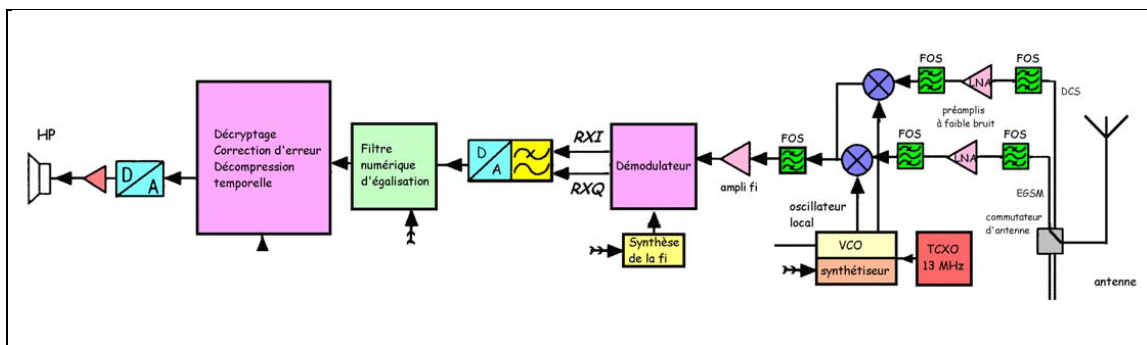 HP
D
A
Décryptage
Correction d'erreur
Décompression
temporelle
Filtre
numérique
d'égalisation
D
A
RXI
RXQ
Démodulateur
Synthèse
de la fi
ampli fi
FOS
oscillateur
local
VCO
synthétiseur
TCXO
13 MHz
FOS
LNA
FOS
DCS
préamplis
à faible bruit
FOS
LNA
FOS
EGSM
commutateur
d'antenne
antenne